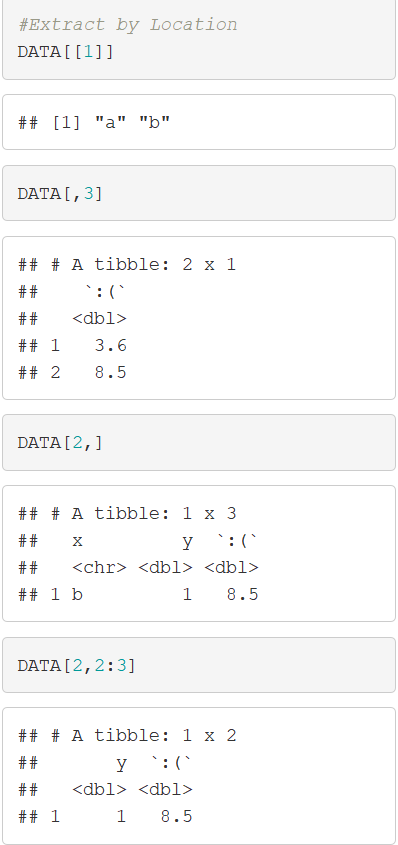 #Extract by Location
DATA[[1]]
## [1] "a" "b"
DATA[,3]
## # A tibble: 2 x 1
##    `:(`
##   <dbl>
## 1   3.6
## 2   8.5
DATA[2,]
## # A tibble: 1 x 3
##   x         y  `:(`
##   <chr> <dbl> <dbl>
## 1 b         1   8.5
DATA[2,2:3]
## # A tibble: 1 x 2
##       y  `:(`
##   <dbl> <dbl>
## 1     1   8.5